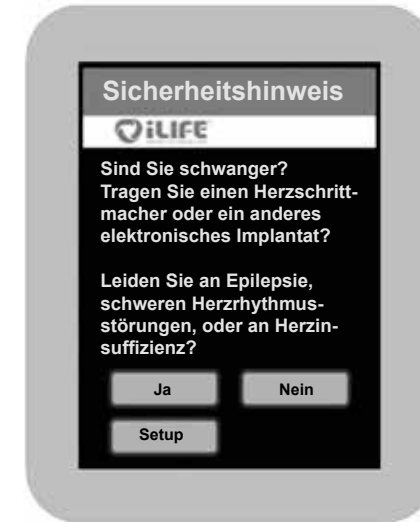 Sicherheitshinweis
iLIFE
Sind Sie schwanger?
Tragen Sie einen Herzschritt-
macher oder ein anderes
elektronisches Implantat?
Leiden Sie an Epilepsie,
schweren Herzrhythmus-
störungen, oder an Herzin-
suffizienz?
Ja Nein
Setup